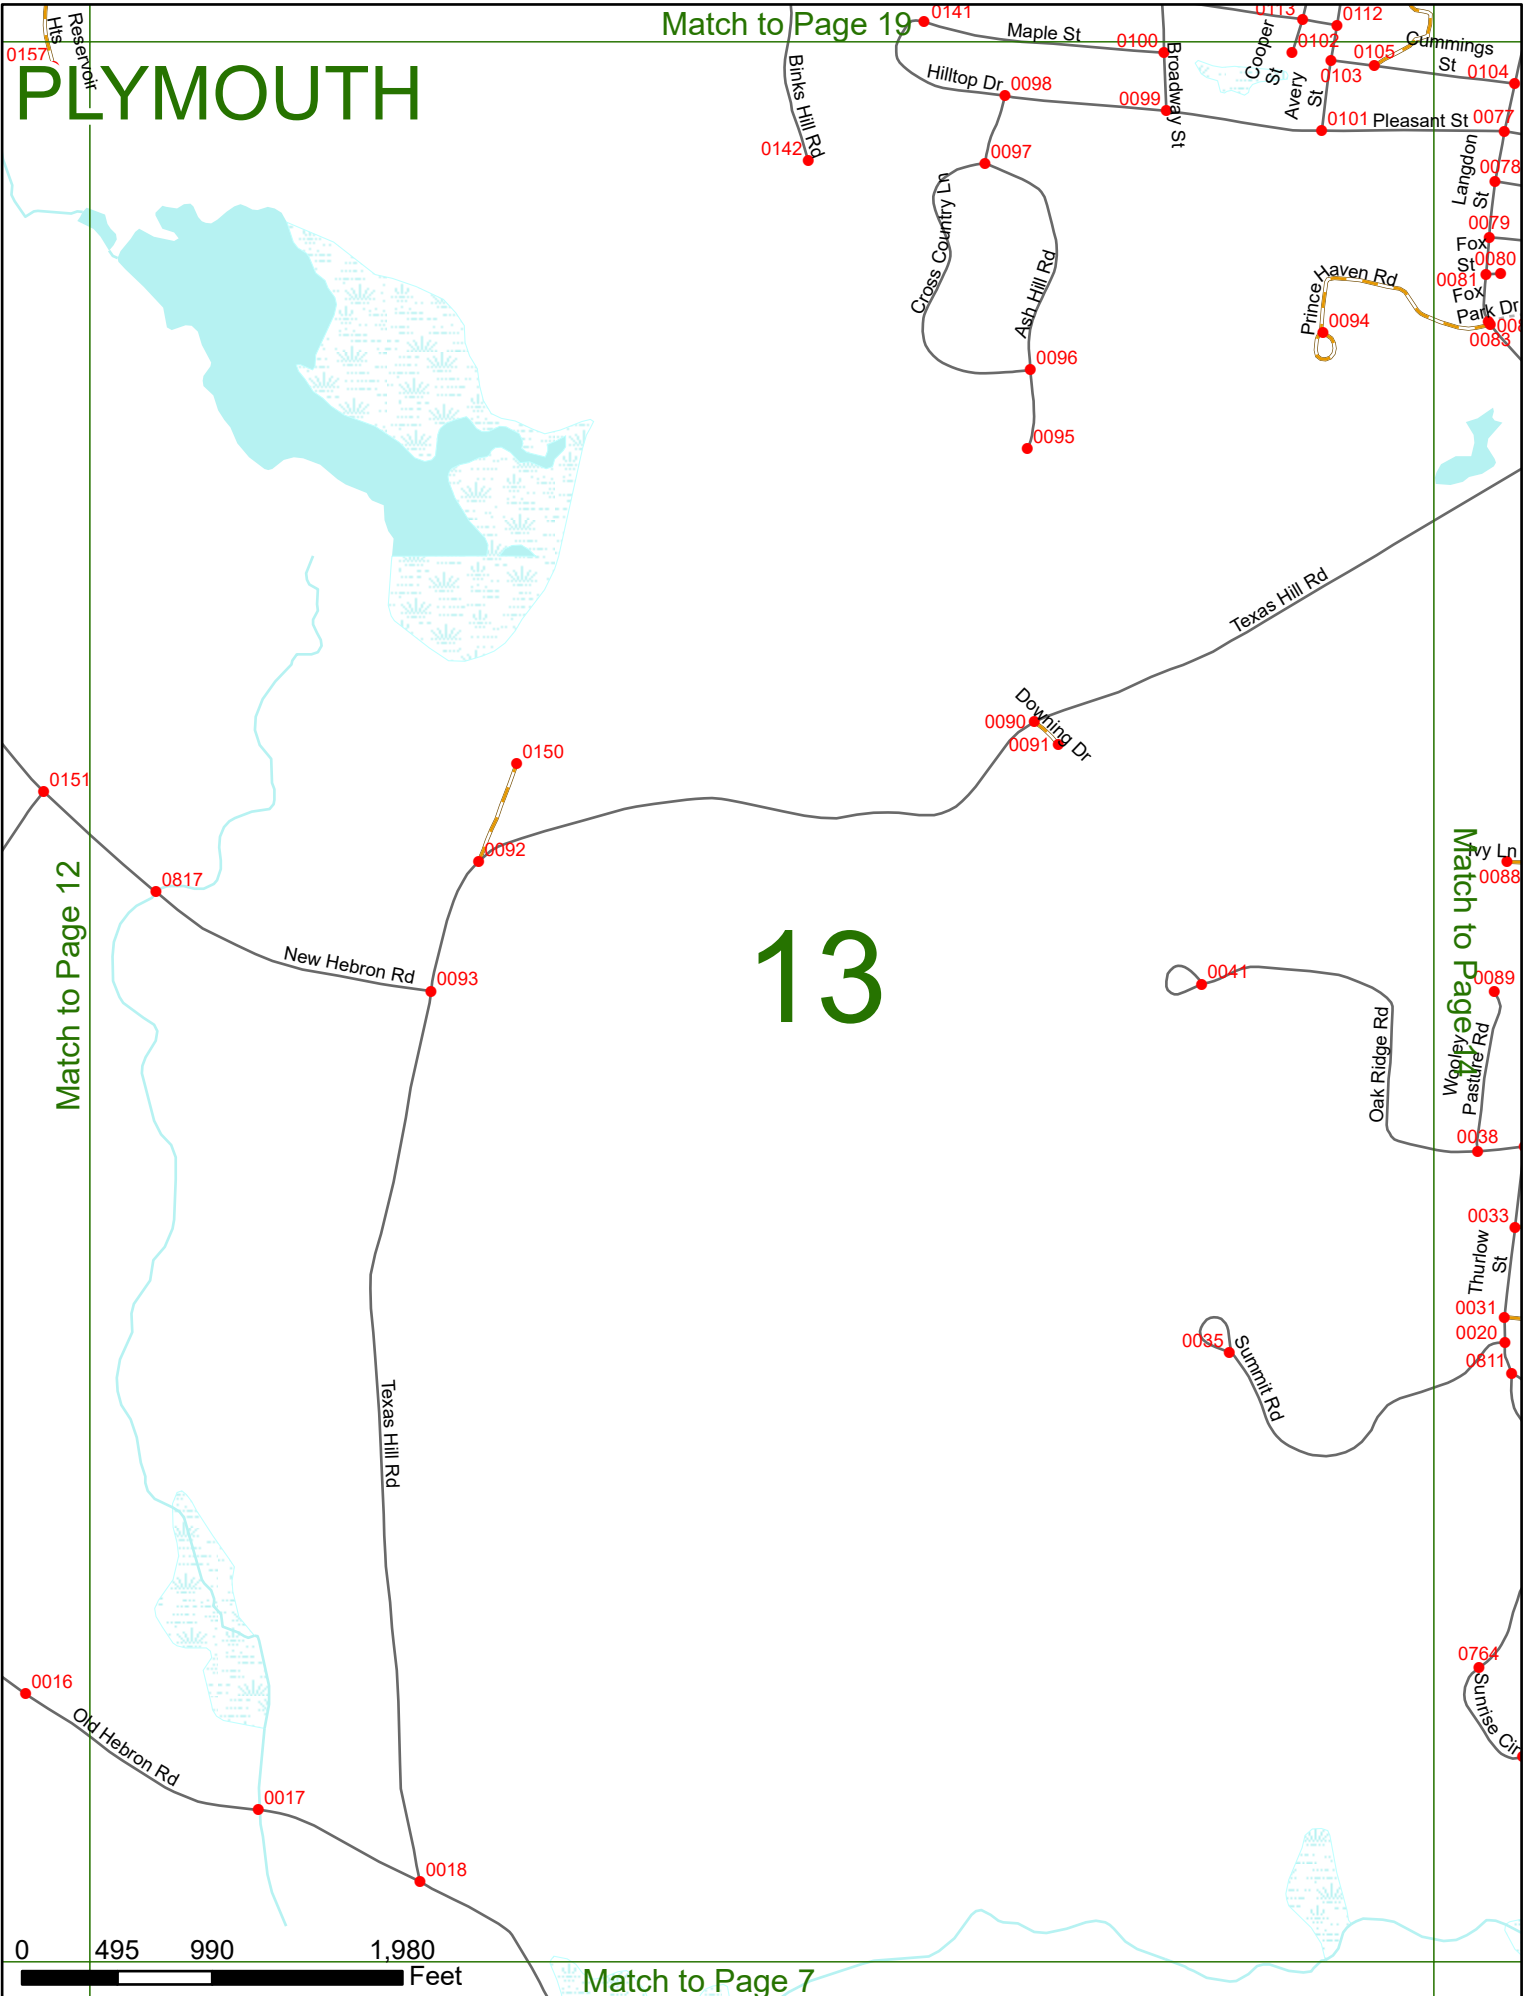 Match to Page 19
PLYMOUTH
Reservoir
Hts
0157
Binks Hill Rd
0142
0141
Maple St
0100
Broadway St
Hilltop Dr
0098
0099
0097
Cross Country Ln
Ash Hill Rd
0096
0095
0113
0112
Cooper
St
0102
0105
Cummings
St
0103
0104
Avery
St
0101
Pleasant St
0077
Langdon
St
0078
0079
Fox
St
0080
0081
Fox
Park Dr
0083
Prince Haven Rd
0094
Texas Hill Rd
Downing Dr
0090
0091
0150
0151
0092
0817
Match to Page 12
New Hebron Rd
0093
13
Match to Page 14
Ivy Ln
0088
0041
0089
Oak Ridge Rd
Wooley
Pasture Rd
0038
0033
Thurlow
St
0031
0020
0811
0035
Summit Rd
Texas Hill Rd
0764
Sunrise Cir
0016
Old Hebron Rd
0017
0018
0 495 990 1,980
Feet
Match to Page 7